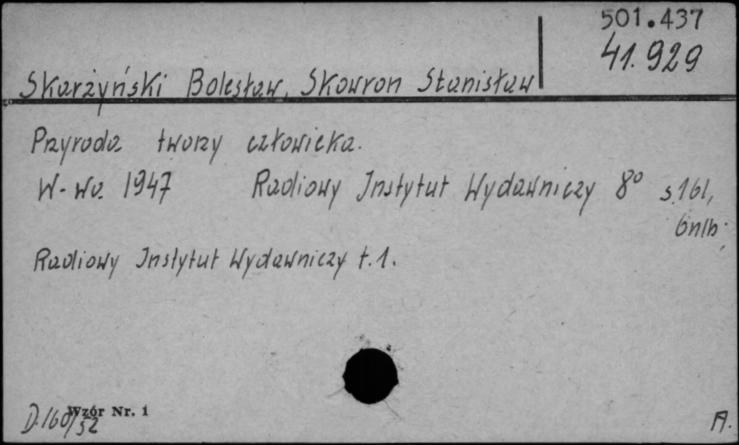 501.437
41.929
Skarżyński Bolesław, Skowron Stanisław
Przyroda tworzy człowieka.
W-wa. 1947 Radiowy Instytut Wydawniczy 8° s. 161,
6nlb.
Radiowy Instytut Wydawniczy t.1.
Wzór Nr. 1
D.160/52
A.